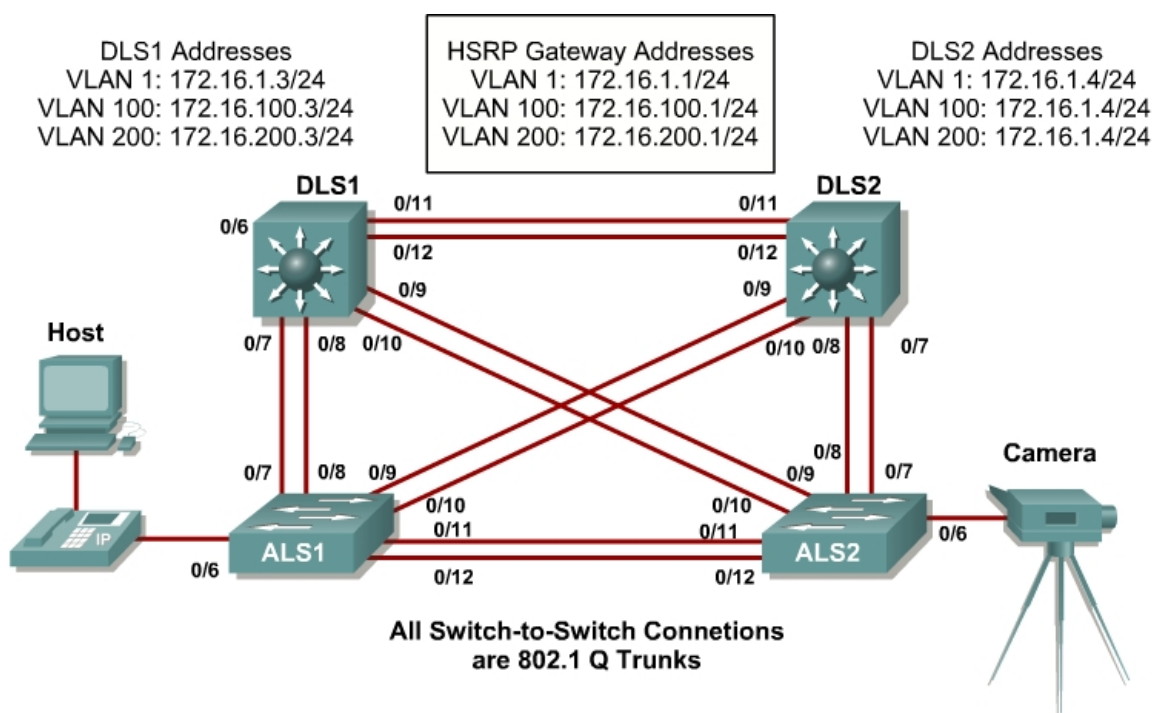 DLS1 Addresses
VLAN 1: 172.16.1.3/24
VLAN 100: 172.16.100.3/24
VLAN 200: 172.16.200.3/24
HSRP Gateway Addresses
VLAN 1: 172.16.1.1/24
VLAN 100: 172.16.100.1/24
VLAN 200: 172.16.200.1/24
DLS2 Addresses
VLAN 1: 172.16.1.4/24
VLAN 100: 172.16.1.4/24
VLAN 200: 172.16.1.4/24
DLS1
DLS2
0/6
0/11
0/11
0/12
0/12
0/9
0/9
0/7
0/8
0/10
0/10
0/8
0/7
Host
Camera
0/7
0/8
0/9
0/10
0/8
0/7
0/9
0/10
IP
ALS1
ALS2
0/6
0/11
0/11
0/6
0/12
0/12
All Switch-to-Switch Connetions
are 802.1 Q Trunks